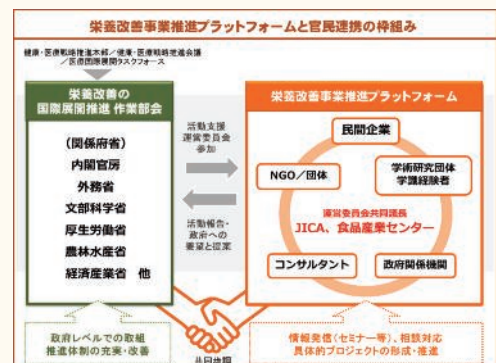 栄養改善事業推進プラットフォームと官民連携の枠組み
健康・医療戦略推進本部/健康・医療戦略推進会議
/医療国際展開タスクフォース
栄養改善の
国際展開推進 作業部会
(関係府省)
内閣官房
外務省
文部科学省
厚生労働省
農林水産省
経済産業省 他
活動支援
運営委員会
参加
活動報告・
政府への
要望と提案
栄養改善事業推進プラットフォーム
民間企業
NGO/団体
学術研究団体
学識経験者
運営委員会共同議長
JICA、食品産業センター
コンサルタント
政府関係機関
政府レベルでの取組
推進体制の充実・改善
情報発信(セミナー等)、相談対応
具体的プロジェクトの形成・推進